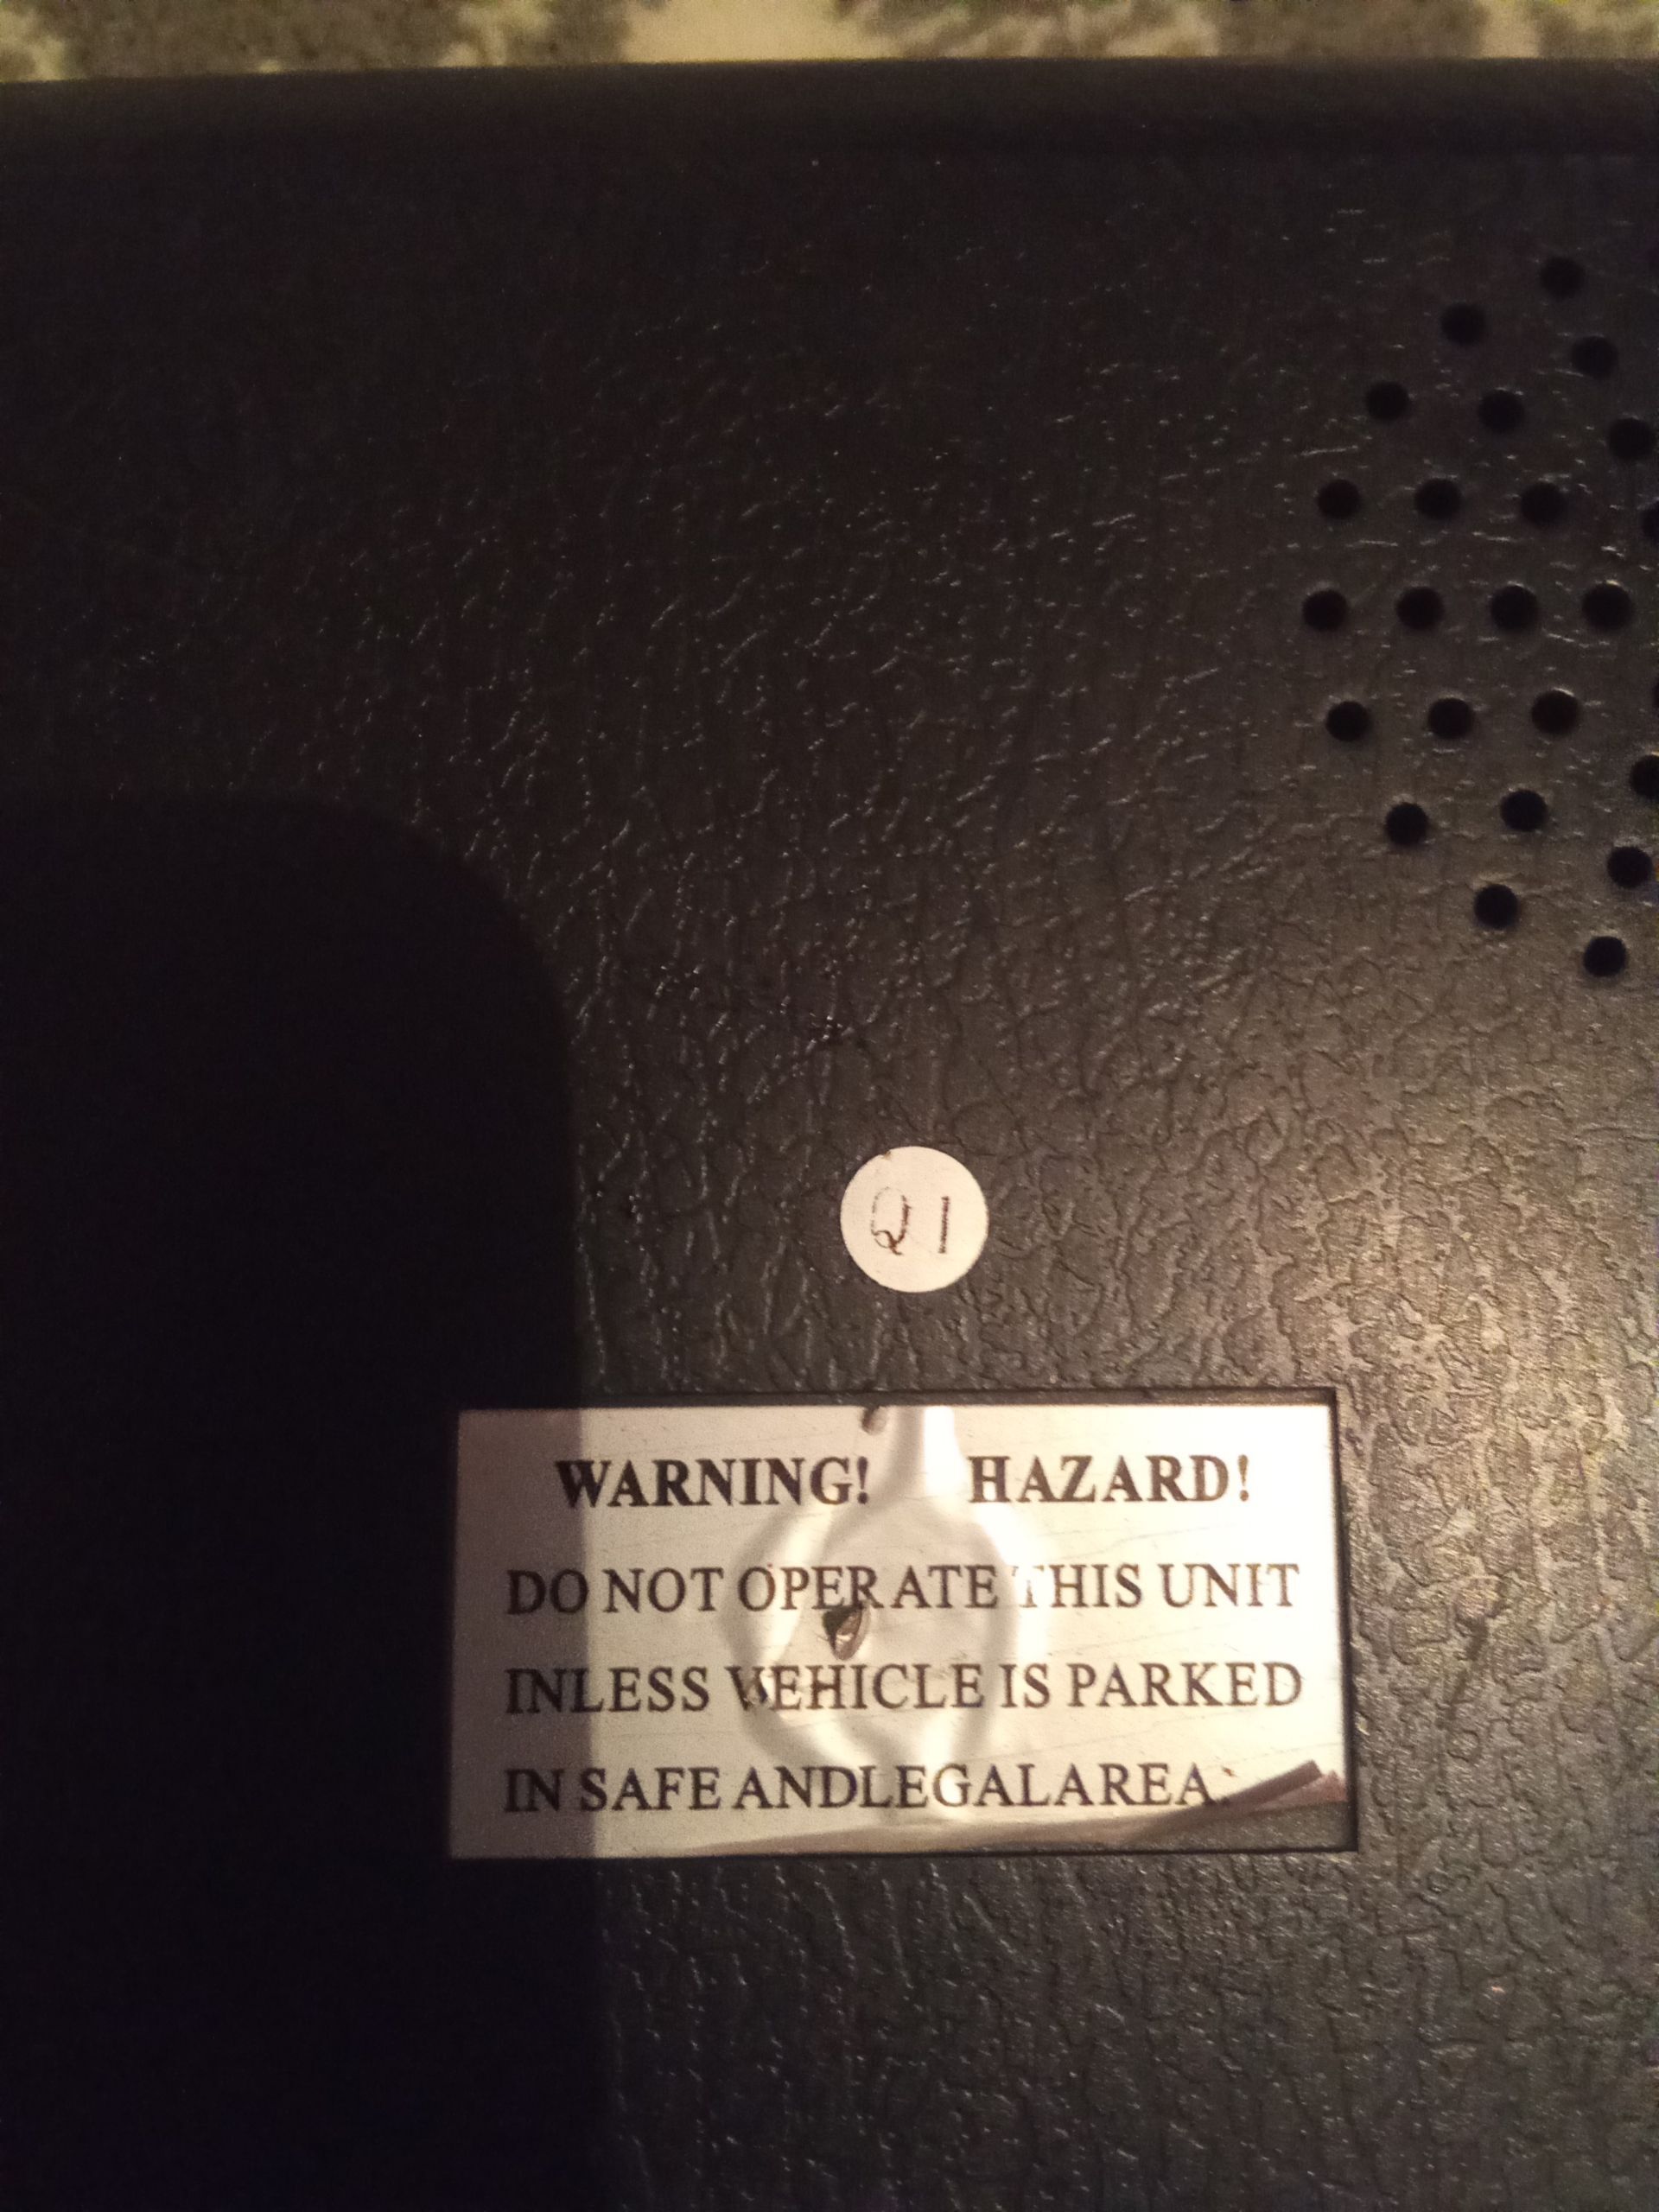 Q1
WARNING! HAZARD!
DO NOT OPERATE THIS UNIT
INLESS VEHICLE IS PARKED
IN SAFE ANDLEGALAREA.